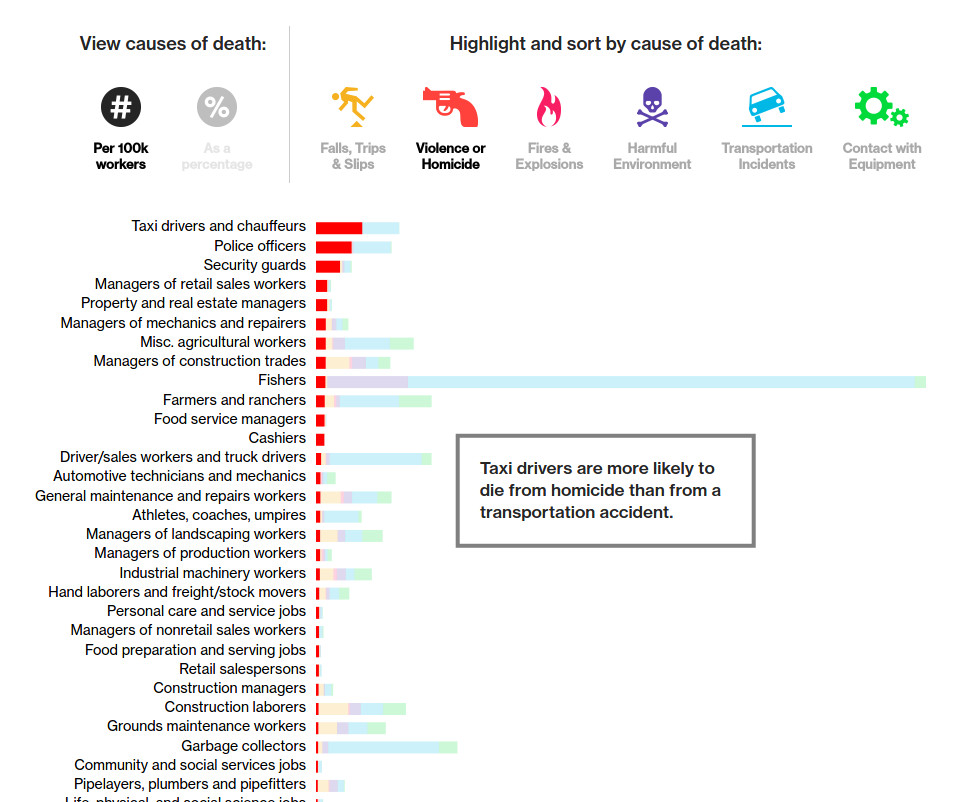 View causes of death:
Highlight and sort by cause of death:
#
%
Per 100k
workers
As a
percentage
Falls, Trips
& Slips
Violence or
Homicide
Fires &
Explosions
Harmful
Environment
Transportation
Incidents
Contact with
Equipment
Taxi drivers and chauffeurs
Police officers
Security guards
Managers of retail sales workers
Property and real estate managers
Managers of mechanics and repairers
Misc. agricultural workers
Managers of construction trades
Fishers
Farmers and ranchers
Food service managers
Cashiers
Driver/sales workers and truck drivers
Automotive technicians and mechanics
General maintenance and repairs workers
Athletes, coaches, umpires
Managers of landscaping workers
Managers of production workers
Industrial machinery workers
Hand laborers and freight/stock movers
Personal care and service jobs
Managers of nonretail sales workers
Food preparation and serving jobs
Retail salespersons
Construction managers
Construction laborers
Grounds maintenance workers
Garbage collectors
Community and social services jobs
Pipelayers, plumbers and pipefitters
Life, physical, and social science jobs
Taxi drivers are more likely to
die from homicide than from a
transportation accident.